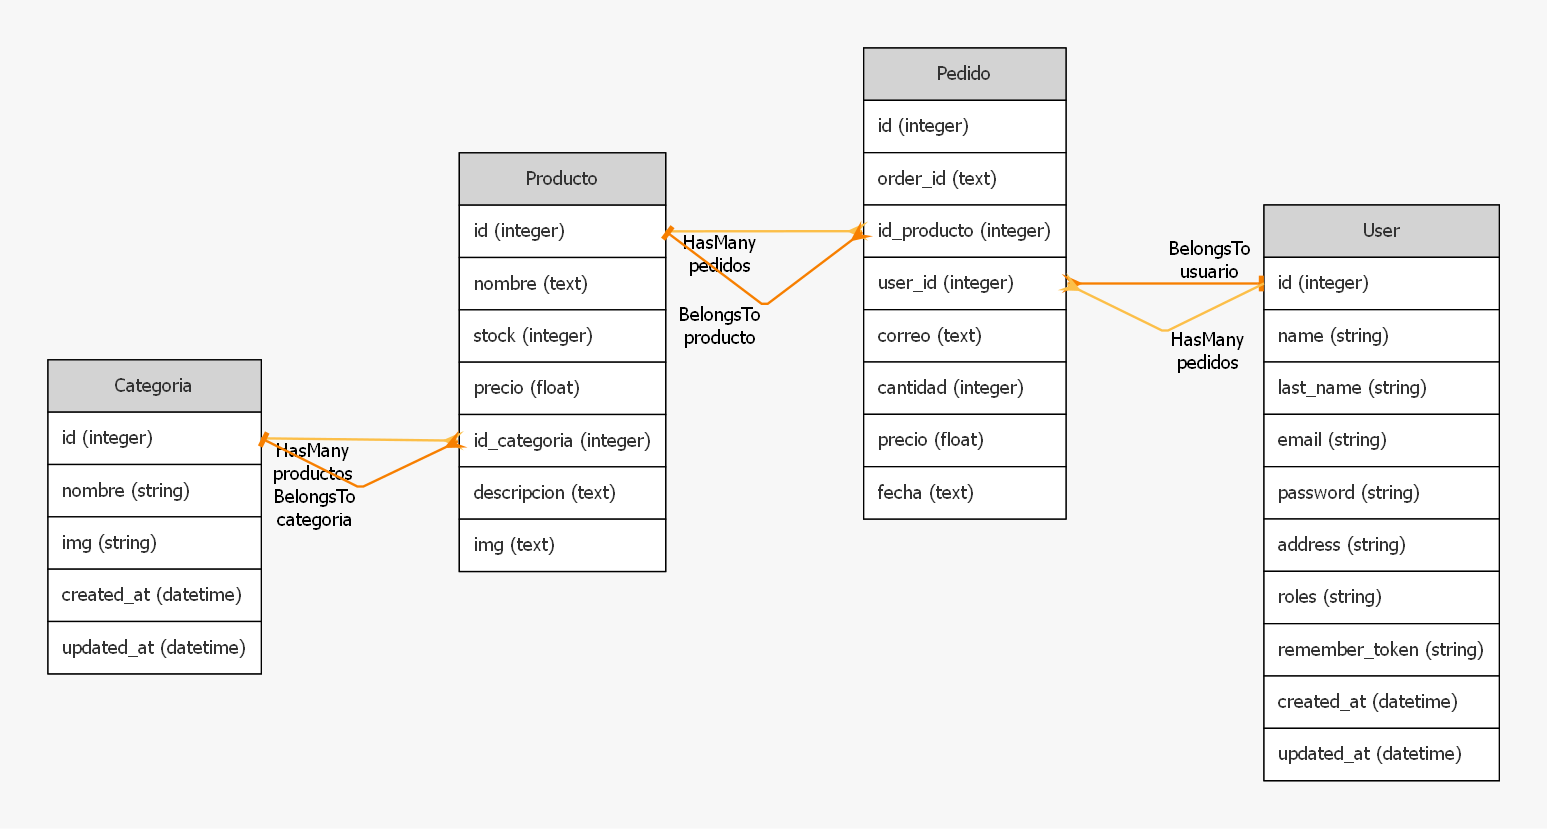 Categoria
id (integer)
nombre (string)
img (string)
created_at (datetime)
updated_at (datetime)
HasMany
productos
BelongsTo
categoria
Producto
id (integer)
nombre (text)
stock (integer)
precio (float)
id_categoria (integer)
descripcion (text)
img (text)
HasMany
pedidos
BelongsTo
producto
Pedido
id (integer)
order_id (text)
id_producto (integer)
user_id (integer)
correo (text)
cantidad (integer)
precio (float)
fecha (text)
BelongsTo
usuario
HasMany
pedidos
User
id (integer)
name (string)
last_name (string)
email (string)
password (string)
address (string)
roles (string)
remember_token (string)
created_at (datetime)
updated_at (datetime)